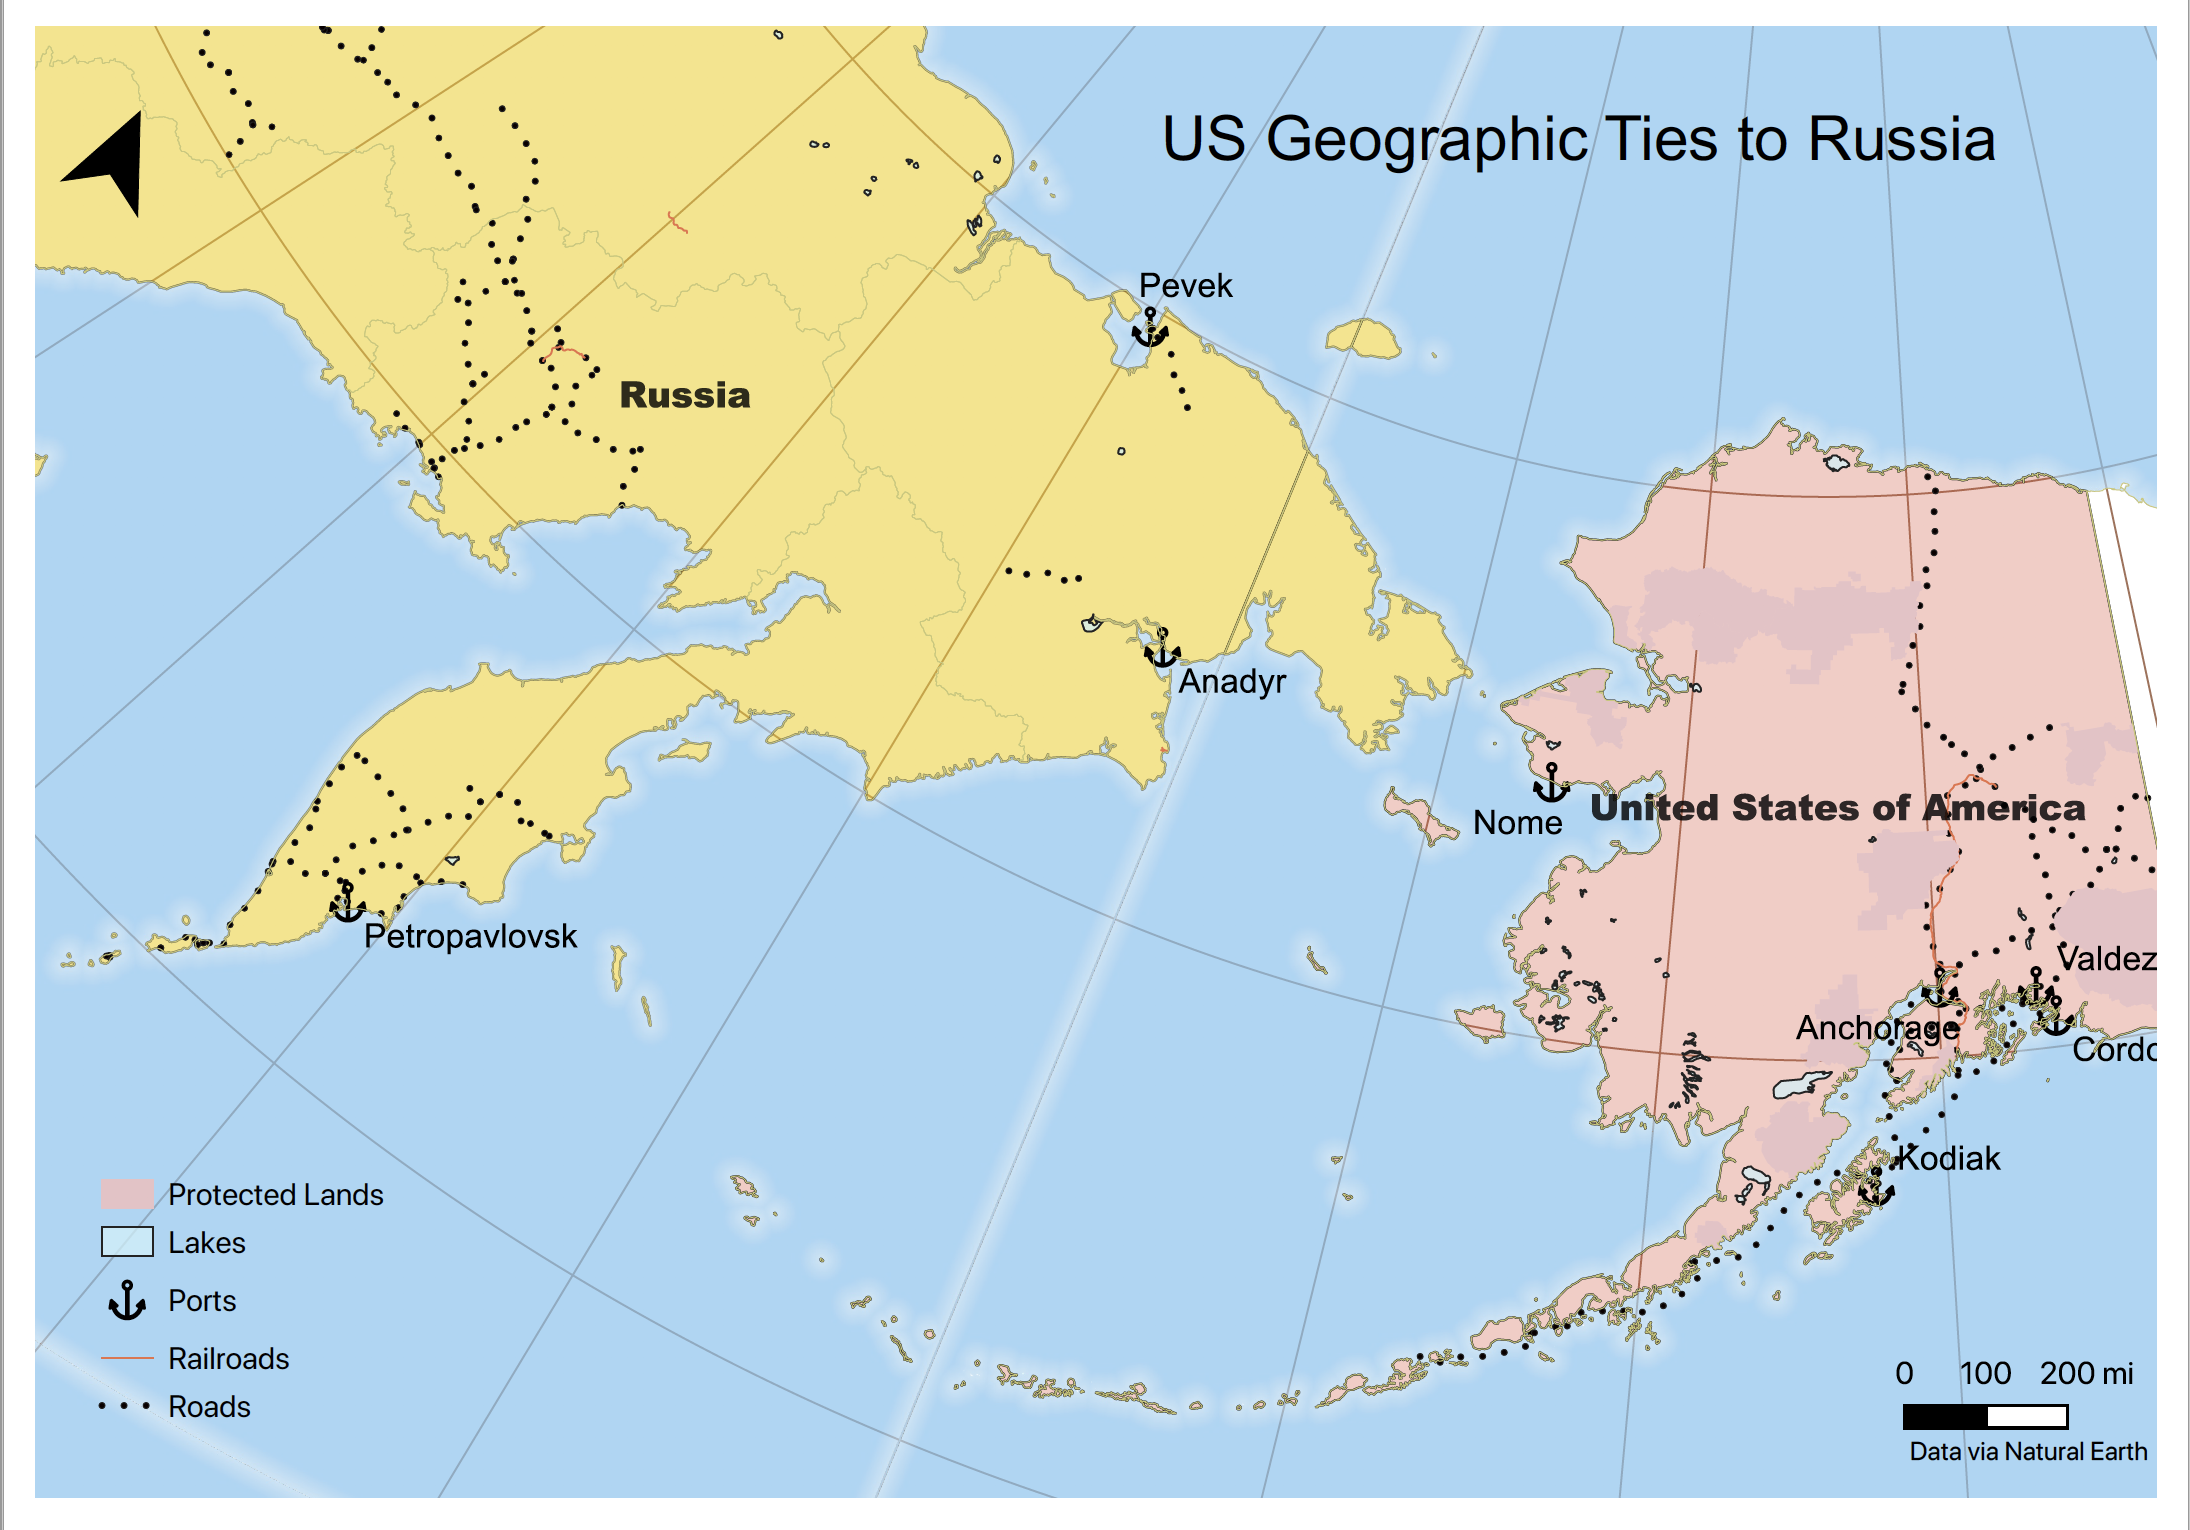 US Geographic Ties to Russia
Pevek
Russia
Anadyr
Nome
United States of America
Petropavlovsk
Valdez
Anchorage
Cordo
Kodiak
Protected Lands
Lakes
Ports
Railroads
Roads
0 100 200 mi
Data via Natural Earth